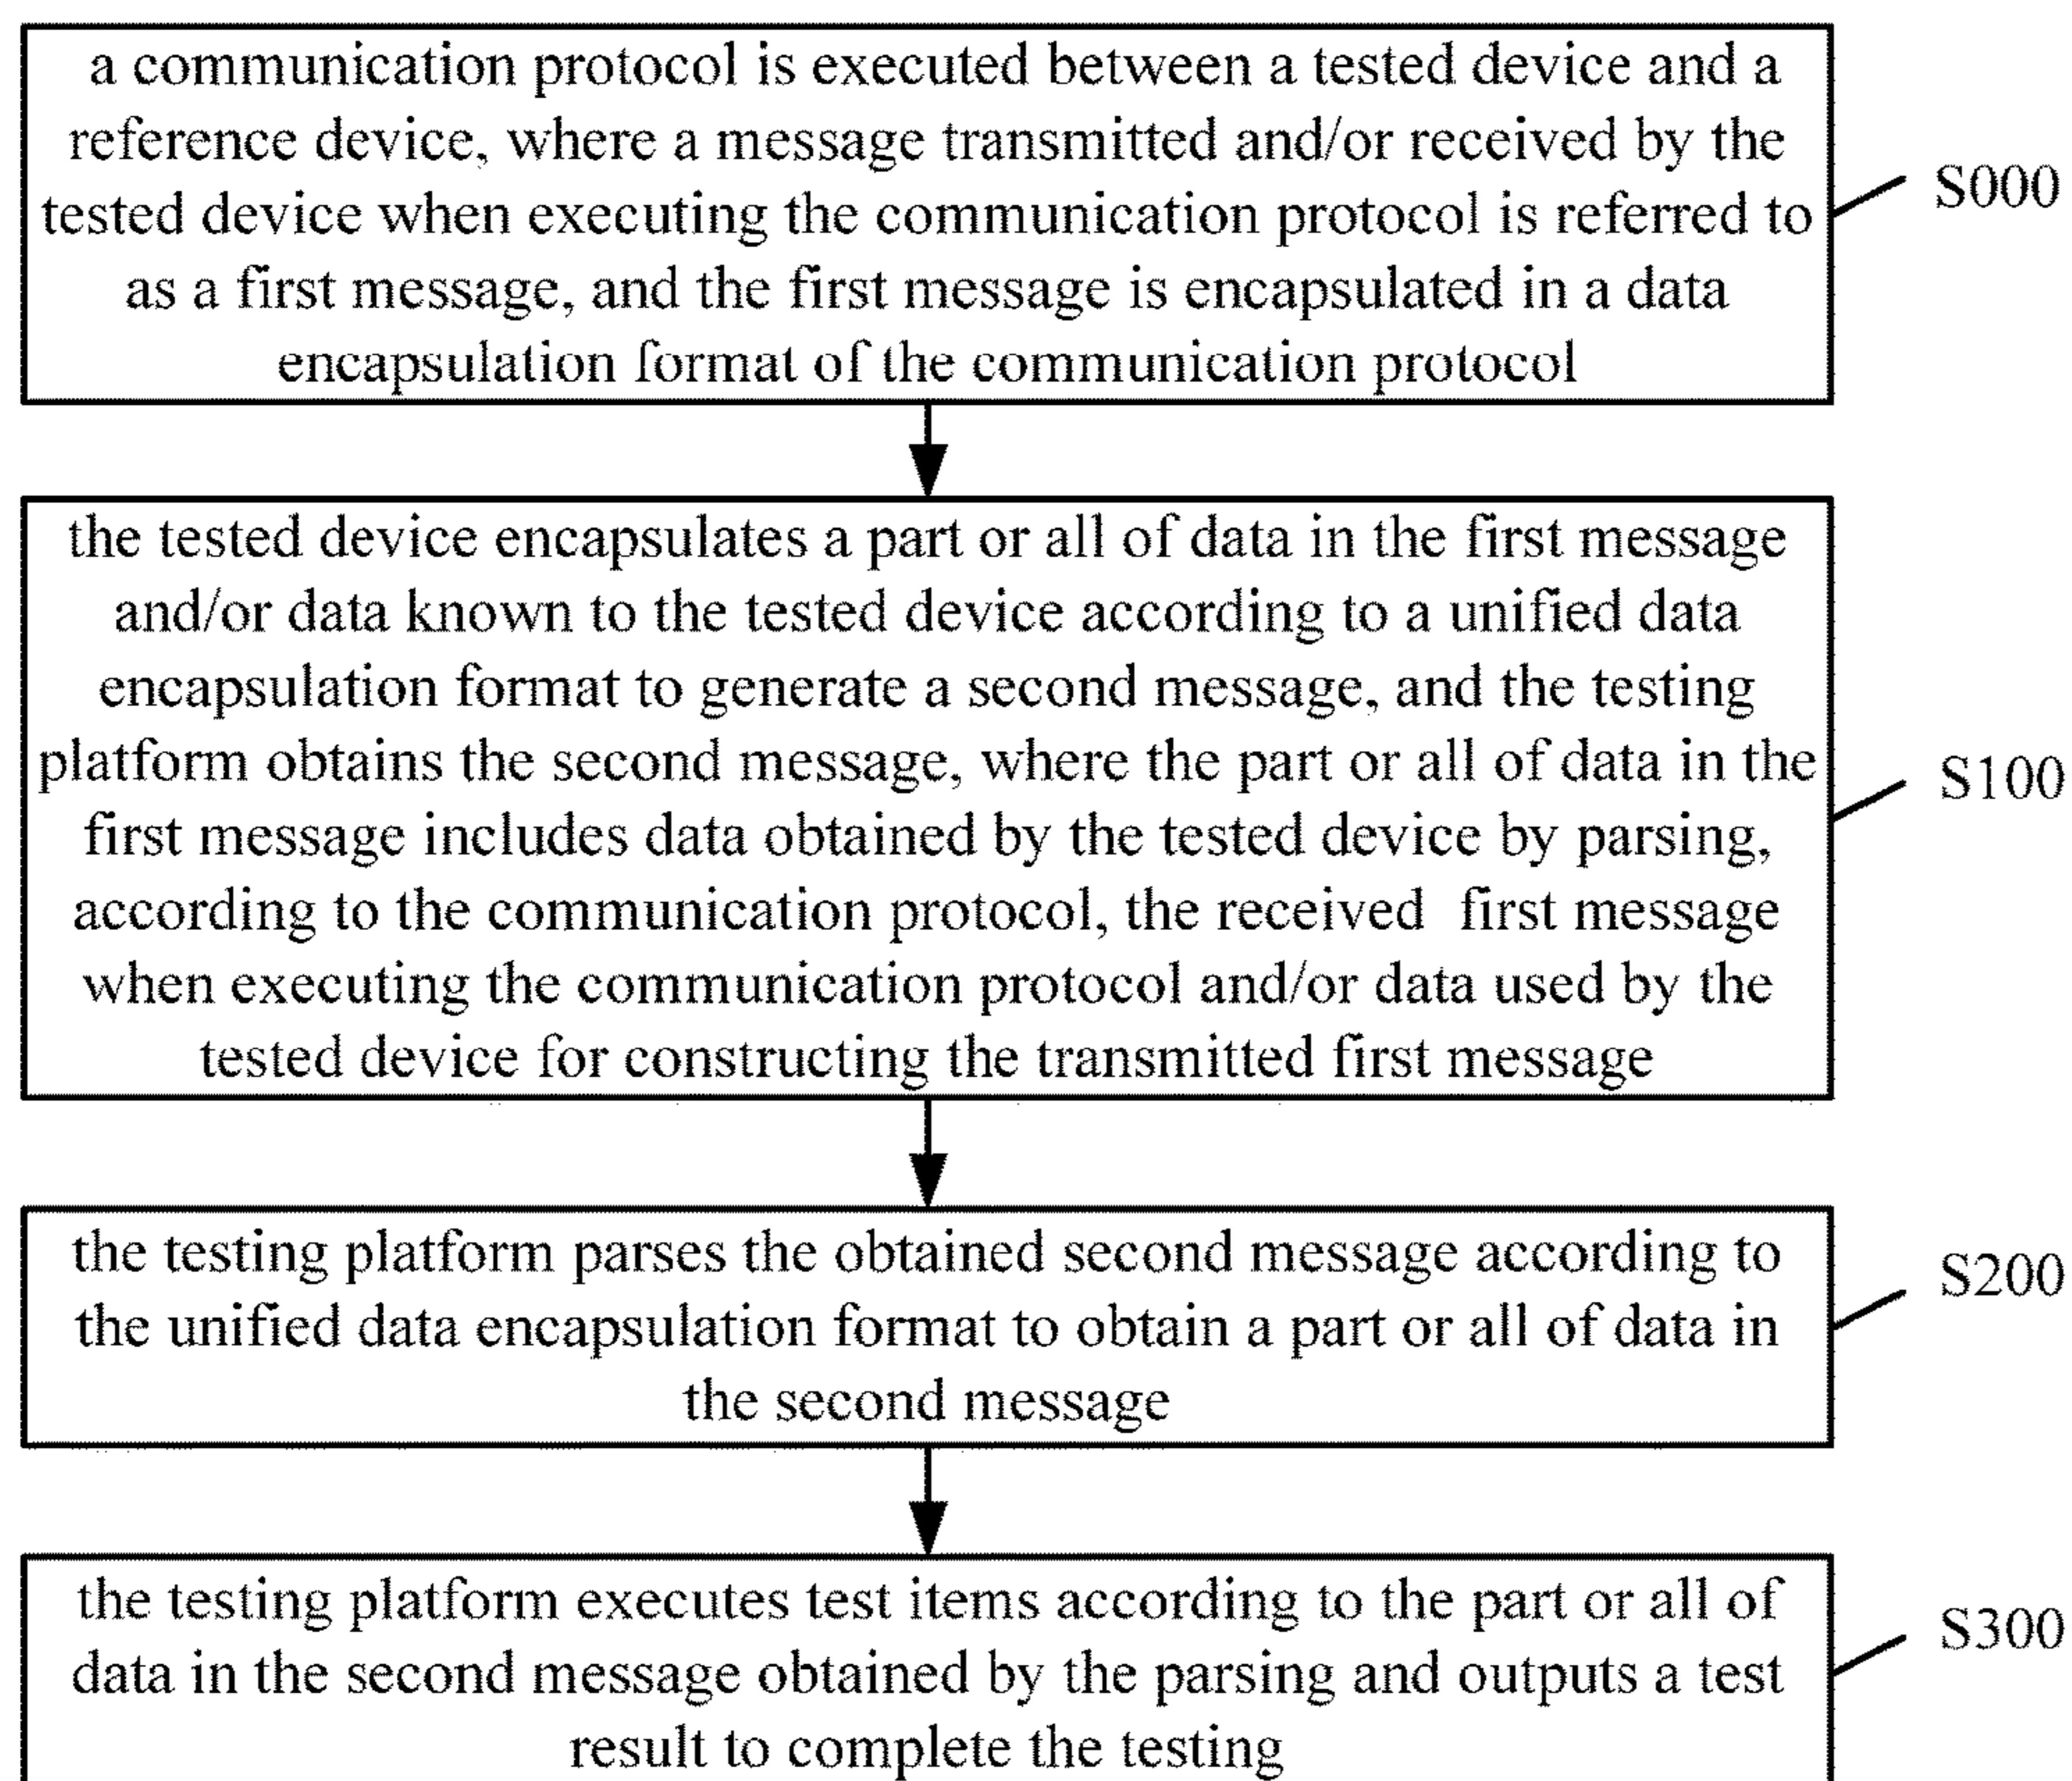 a communication protocol is executed between a tested device and a
reference device, where a message transmitted and/or received by the
tested device when executing the communication protocol is referred to
as a first message, and the first message is encapsulated in a data
encapsulation format of the communication protocol
S000
the tested device encapsulates a part or all of data in the first message
and/or data known to the tested device according to a unified data
encapsulation format to generate a second message, and the testing
platform obtains the second message, where the part or all of data in the
first message includes data obtained by the tested device by parsing,
according to the communication protocol, the received first message
when executing the communication protocol and/or data used by the
tested device for constructing the transmitted first message
S100
the testing platform parses the obtained second message according to
the unified data encapsulation format to obtain a part or all of data in
the second message
S200
the testing platform executes test items according to the part or all of
data in the second message obtained by the parsing and outputs a test
result to complete the testing
S300